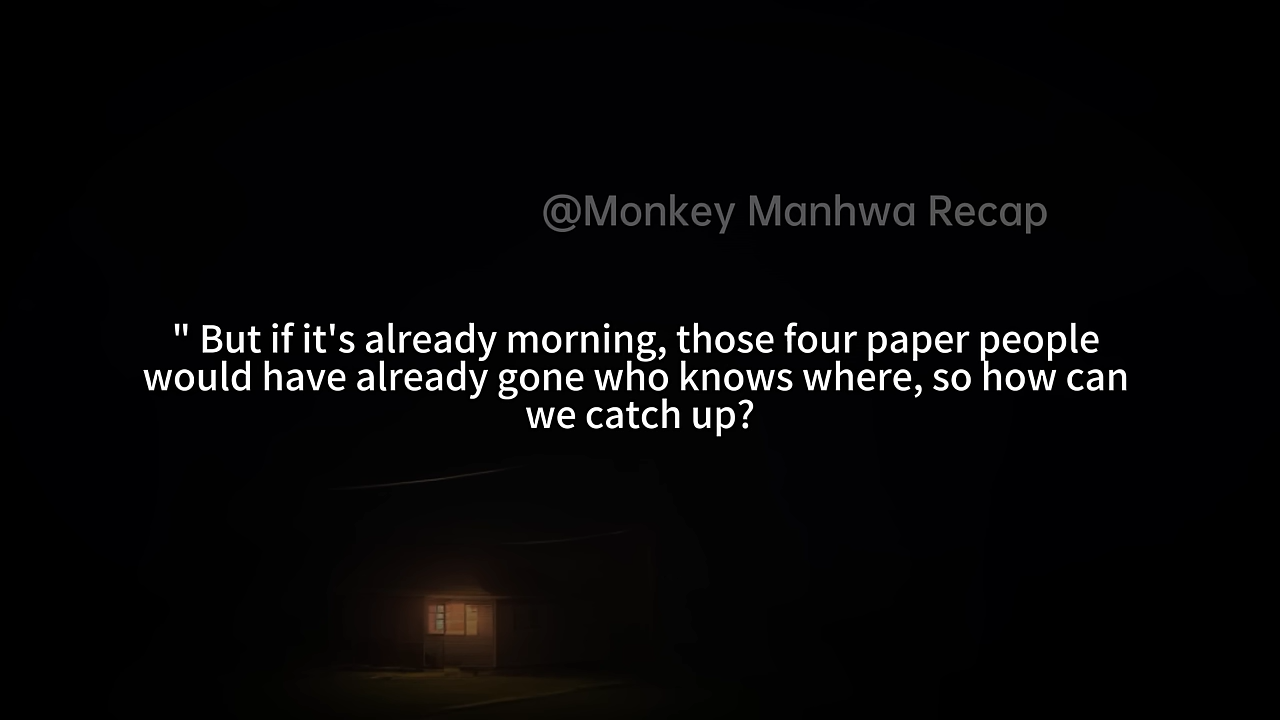 @Monkey Manhwa Recap
" But if it's already morning, those four paper people
would have already gone who knows where, so how can
we catch up?